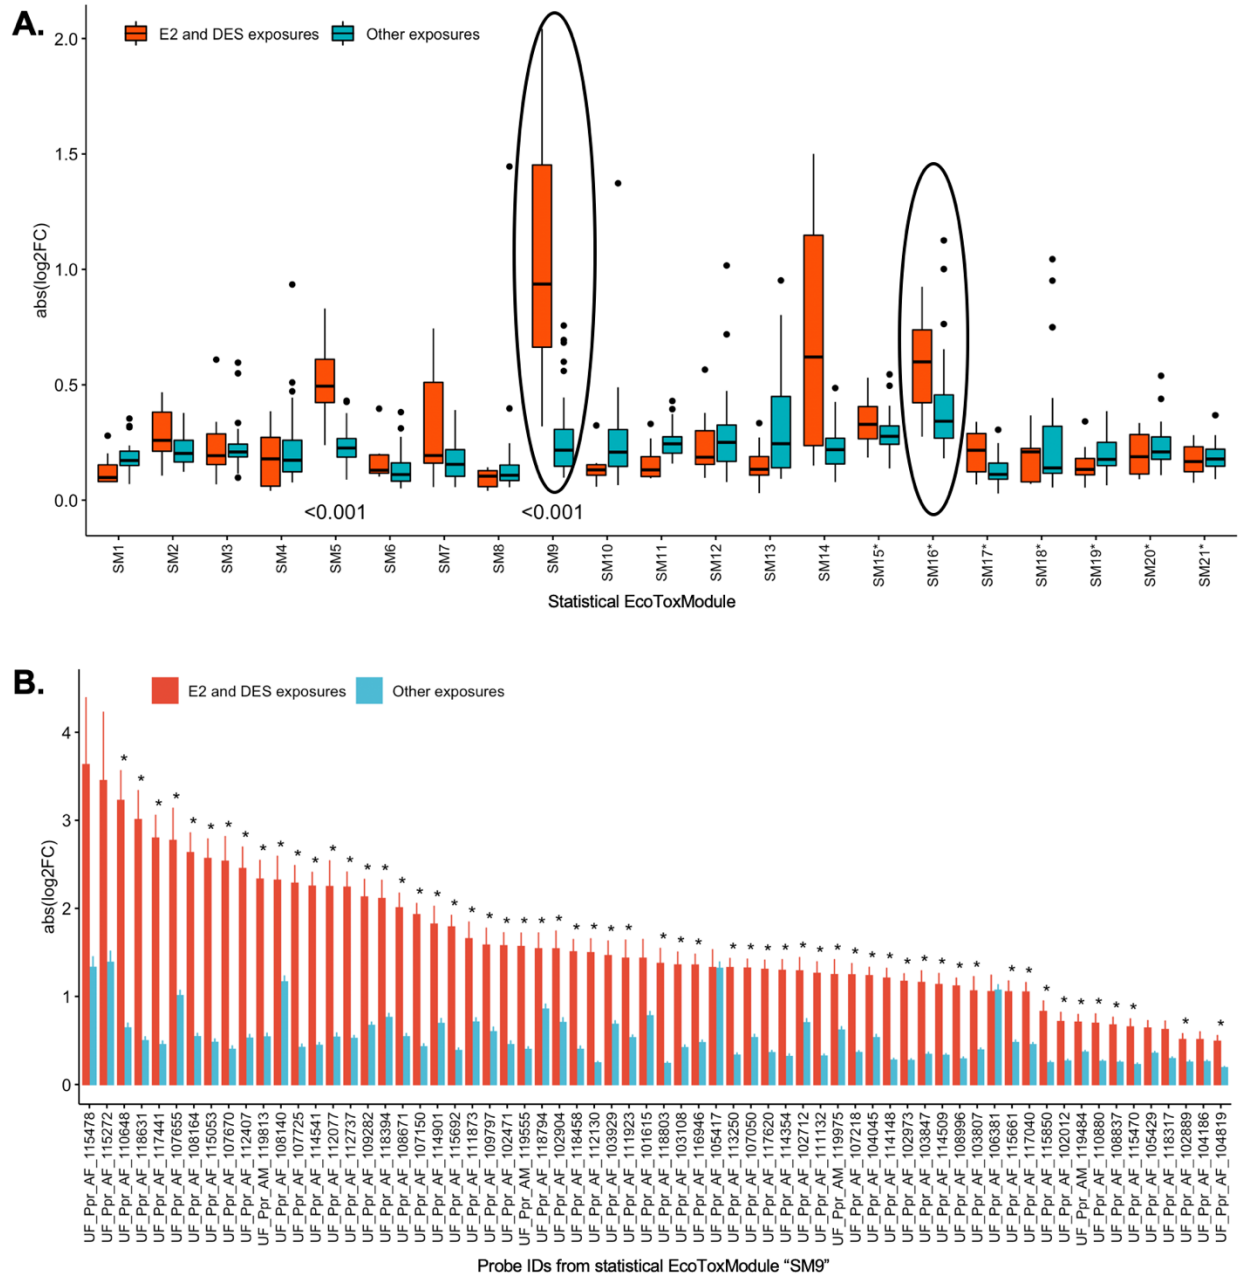 A.
E2 and DES exposures Other exposures
2.0
1.5
1.0
0.5
0.0
abs(log2FC)
<0.001 <0.001
SM1 SM2 SM3 SM4 SM5 SM6 SM7 SM8 SM9 SM10 SM11 SM12 SM13 SM14 SM15* SM16* SM17* SM18* SM19* SM20* SM21*
Statistical EcoToxModule
B.
E2 and DES exposures Other exposures
4
3
2
1
0
abs(log2FC)
* * * * * * * * * * * * * * * * * * * * * * * * * * * * * * * * * * * * * * * * * * * * * * * * * * * * * * * *
UF_Ppr_AF_115478
UF_Ppr_AF_115272
UF_Ppr_AF_110648
UF_Ppr_AF_118631
UF_Ppr_AF_117441
UF_Ppr_AF_107655
UF_Ppr_AF_108164
UF_Ppr_AF_115053
UF_Ppr_AF_107670
UF_Ppr_AF_112407
UF_Ppr_AM_119813
UF_Ppr_AF_108140
UF_Ppr_AF_107725
UF_Ppr_AF_114541
UF_Ppr_AF_112077
UF_Ppr_AF_112737
UF_Ppr_AF_109282
UF_Ppr_AF_118394
UF_Ppr_AF_108671
UF_Ppr_AF_107150
UF_Ppr_AF_114901
UF_Ppr_AF_115692
UF_Ppr_AF_111873
UF_Ppr_AF_109797
UF_Ppr_AF_102471
UF_Ppr_AM_119555
UF_Ppr_AF_118794
UF_Ppr_AF_102904
UF_Ppr_AF_118458
UF_Ppr_AF_112130
UF_Ppr_AF_103929
UF_Ppr_AF_111923
UF_Ppr_AF_101615
UF_Ppr_AF_118803
UF_Ppr_AF_103108
UF_Ppr_AF_116946
UF_Ppr_AF_105417
UF_Ppr_AF_113250
UF_Ppr_AF_107050
UF_Ppr_AF_117620
UF_Ppr_AF_114354
UF_Ppr_AF_102712
UF_Ppr_AF_111132
UF_Ppr_AM_119975
UF_Ppr_AF_107218
UF_Ppr_AF_104045
UF_Ppr_AF_114148
UF_Ppr_AF_102973
UF_Ppr_AF_103847
UF_Ppr_AF_114509
UF_Ppr_AF_108996
UF_Ppr_AF_103807
UF_Ppr_AF_106381
UF_Ppr_AF_115661
UF_Ppr_AF_117040
UF_Ppr_AF_115850
UF_Ppr_AF_102012
UF_Ppr_AM_119484
UF_Ppr_AF_110880
UF_Ppr_AF_108837
UF_Ppr_AF_115470
UF_Ppr_AF_105429
UF_Ppr_AF_118317
UF_Ppr_AF_102889
UF_Ppr_AF_104186
UF_Ppr_AF_104819
Probe IDs from statistical EcoToxModule “SM9”